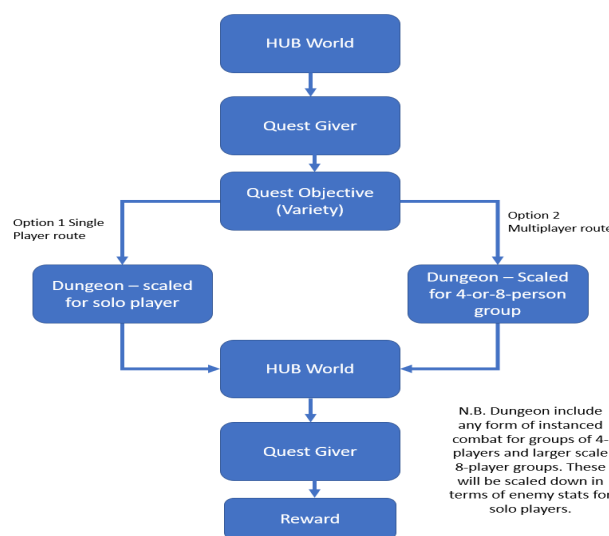 HUB World
Quest Giver
Quest Objective
(Variety)
Option 1 Single
Player route
Option 2
Multiplayer route
Dungeon – scaled
for solo player
Dungeon – Scaled
for 4-or-8-person
group
HUB World
N.B. Dungeon include
any form of instanced
combat for groups of 4-
players and larger scale
8-player groups. These
will be scaled down in
terms of enemy stats for
solo players.
Quest Giver
Reward